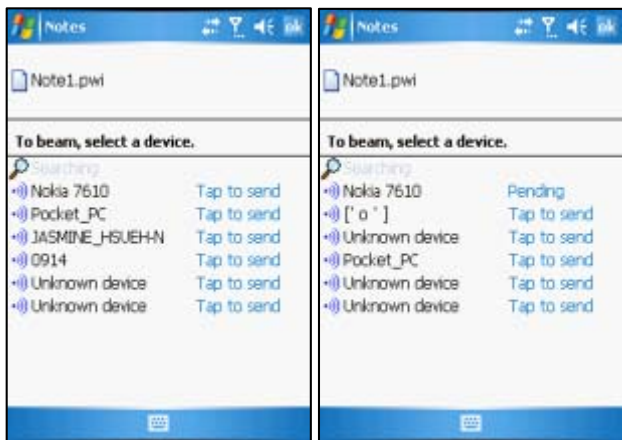 Notes ok
Note1.pwi
To beam, select a device.
Searching
Nokia 7610 Tap to send
Pocket_PC Tap to send
JASMINE_HSUEH-N Tap to send
0914 Tap to send
Unknown device Tap to send
Unknown device Tap to send
Notes ok
Note1.pwi
To beam, select a device.
Searching
Nokia 7610 Pending
[' o '] Tap to send
Unknown device Tap to send
Pocket_PC Tap to send
Unknown device Tap to send
Unknown device Tap to send